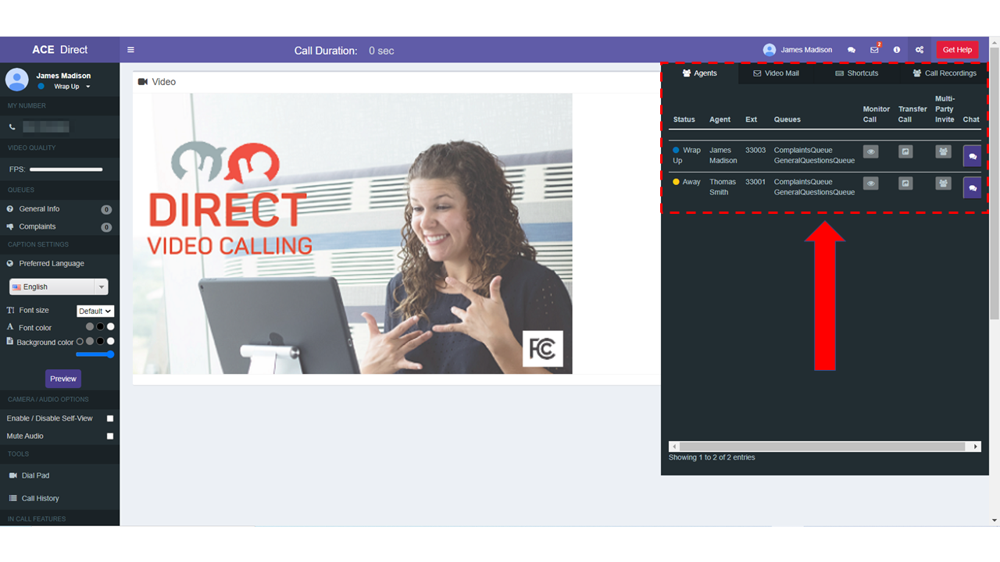 ACE Direct
Call Duration: 0 sec
James Madison
2
Get Help
James Madison
Wrap Up
MY NUMBER
VIDEO QUALITY
FPS:
QUEUES
General Info 0
Complaints 0
CAPTION SETTINGS
Preferred Language
English
Font size Default
Font color
Background color
Preview
CAMERA / AUDIO OPTIONS
Enable / Disable Self-View
Mute Audio
TOOLS
Dial Pad
Call History
IN CALL FEATURES
Video
DIRECT
VIDEO CALLING
FCC
Agents Video Mail Shortcuts Call Recordings
Status Agent Ext Queues Monitor Call Transfer Call Multi-Party Invite Chat
Wrap Up James Madison 33003 ComplaintsQueue GeneralQuestionsQueue
Away Thomas Smith 33001 ComplaintsQueue GeneralQuestionsQueue
Showing 1 to 2 of 2 entries